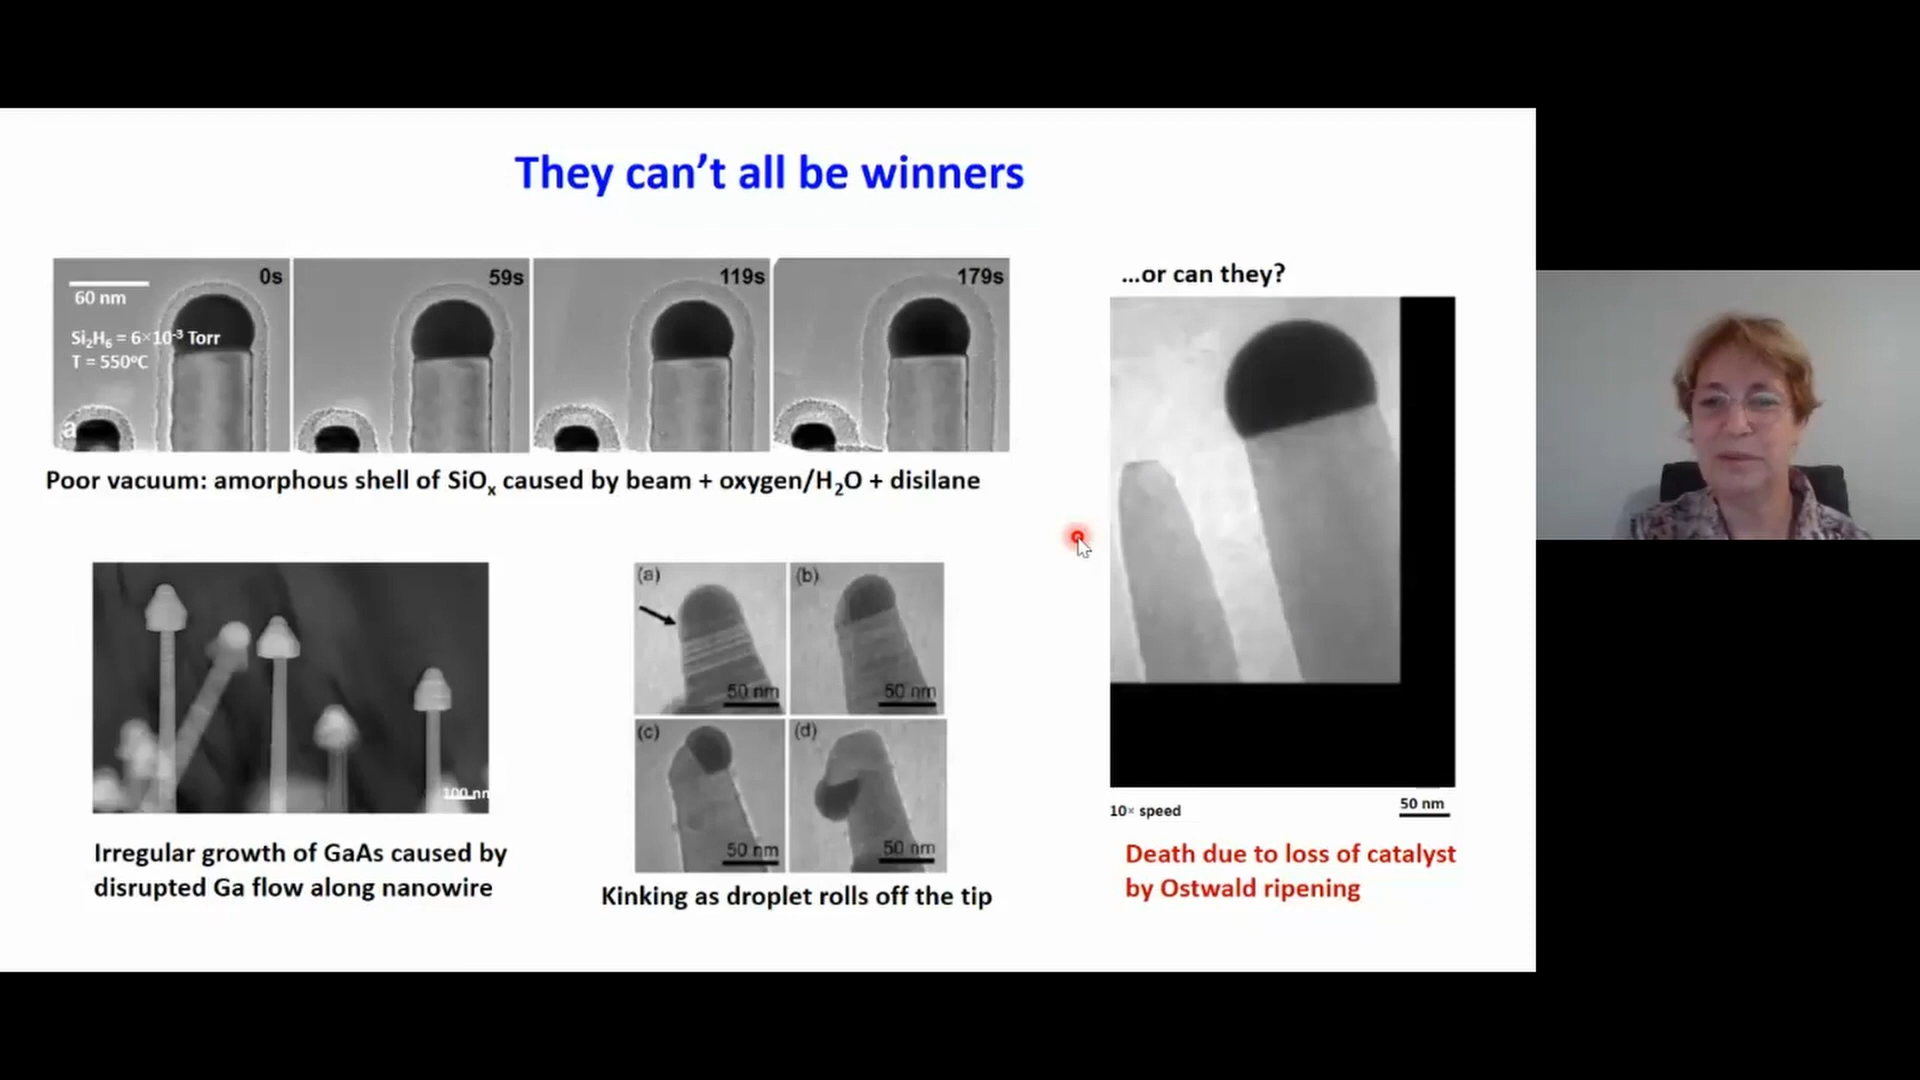 They can’t all be winners
0s
59s
119s
179s
60 nm
Si₂H₆ = 6×10⁻³ Torr
T = 550ºC
a
Poor vacuum: amorphous shell of SiOₓ caused by beam + oxygen/H₂O + disilane
100 nm
Irregular growth of GaAs caused by
disrupted Ga flow along nanowire
(a)
50 nm
(b)
50 nm
(c)
50 nm
(d)
50 nm
Kinking as droplet rolls off the tip
...or can they?
10× speed
50 nm
Death due to loss of catalyst
by Ostwald ripening